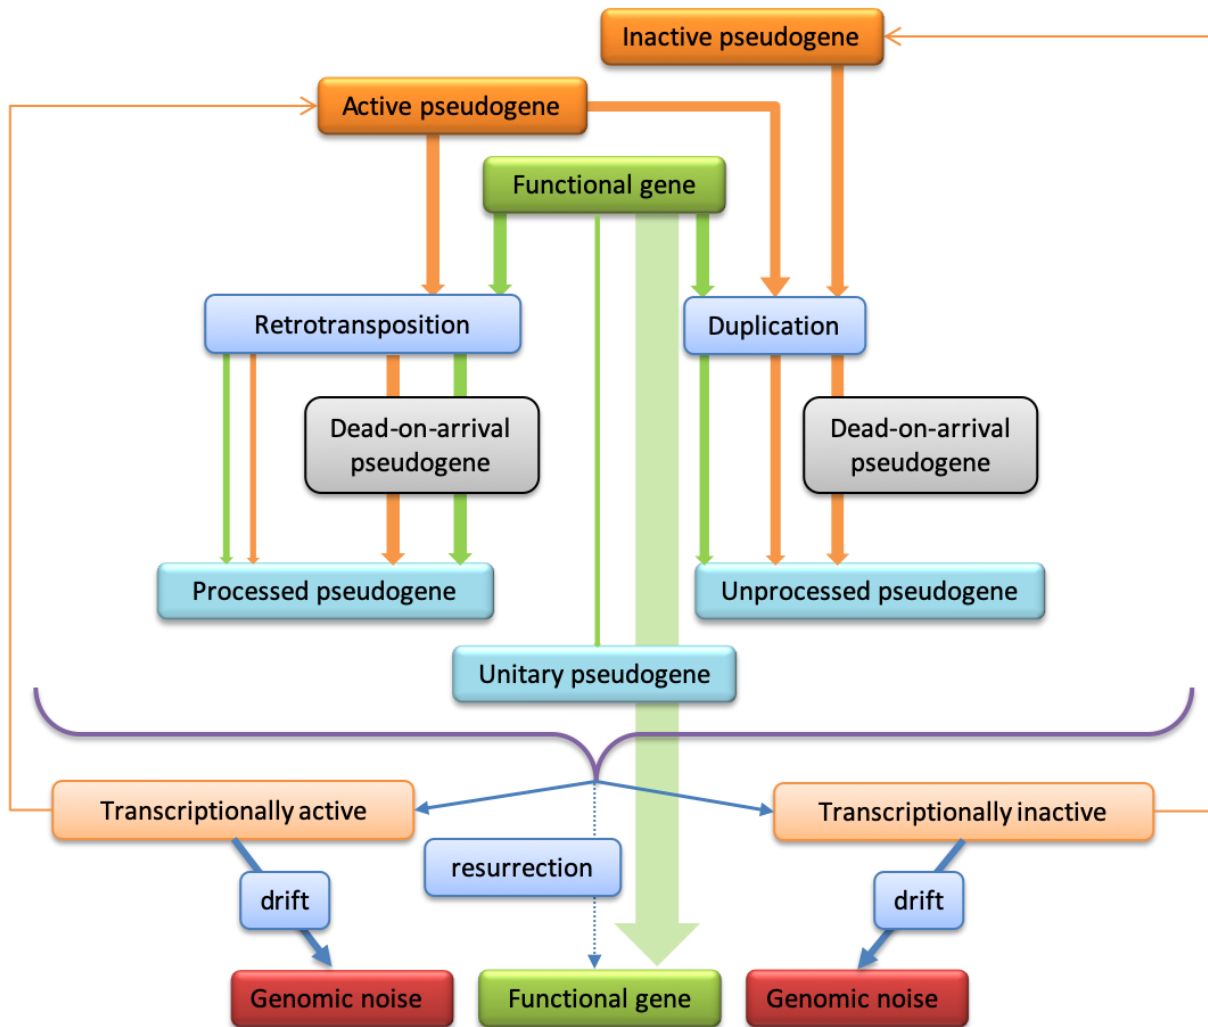 Inactive pseudogene
Active pseudogene
Functional gene
Retrotransposition
Duplication
Dead-on-arrival
pseudogene
Dead-on-arrival
pseudogene
Processed pseudogene
Unprocessed pseudogene
Unitary pseudogene
Transcriptionally active
Transcriptionally inactive
resurrection
drift
drift
Genomic noise
Functional gene
Genomic noise